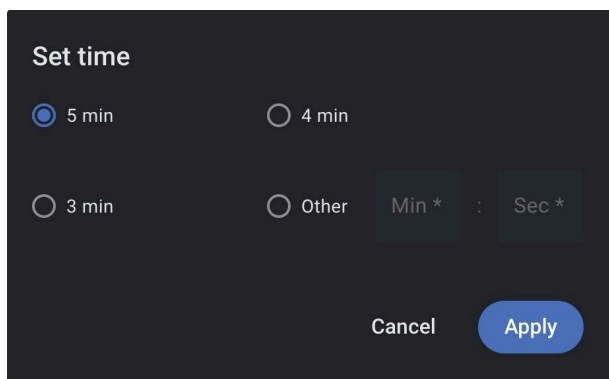 Set time
5 min
4 min
3 min
Other
Min *
:
Sec *
Cancel
Apply